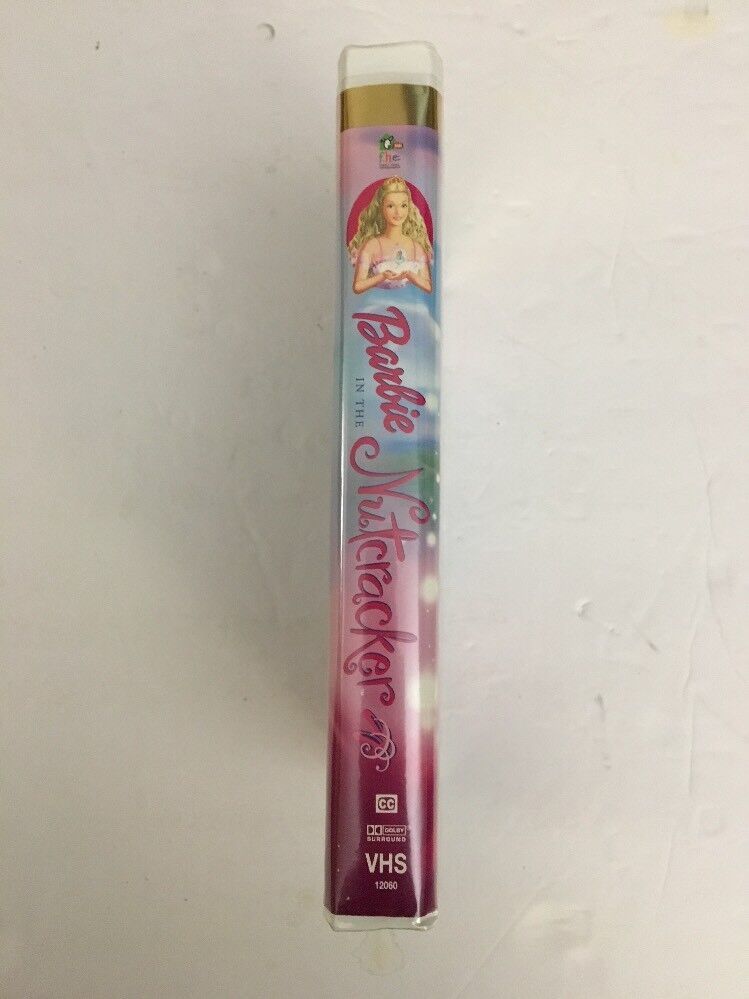 f.h.e.
Barbie
IN THE
Nutcracker
CC
DOLBY
SURROUND
VHS
12060